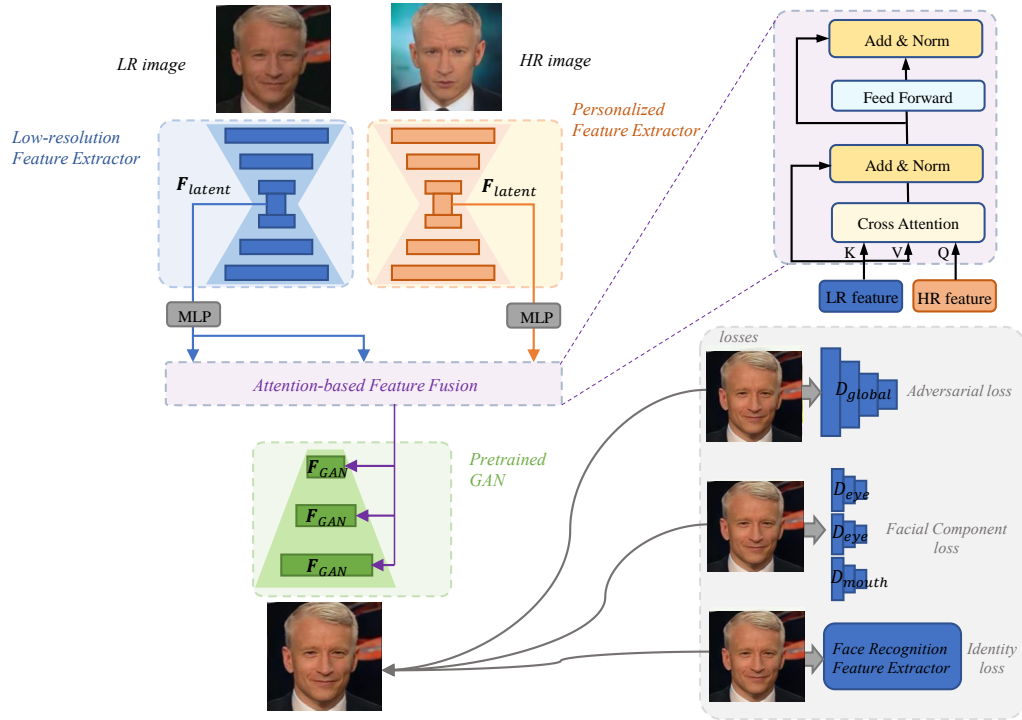 LR image
HR image
Low-resolution
Feature Extractor
Personalized
Feature Extractor
F_latent
F_latent
MLP
MLP
Attention-based Feature Fusion
Pretrained
GAN
F_GAN
F_GAN
F_GAN
Add & Norm
Feed Forward
Add & Norm
Cross Attention
K
V
Q
LR feature
HR feature
losses
D_global
Adversarial loss
D_eye
D_eye
D_mouth
Facial Component
loss
Face Recognition
Feature Extractor
Identity
loss